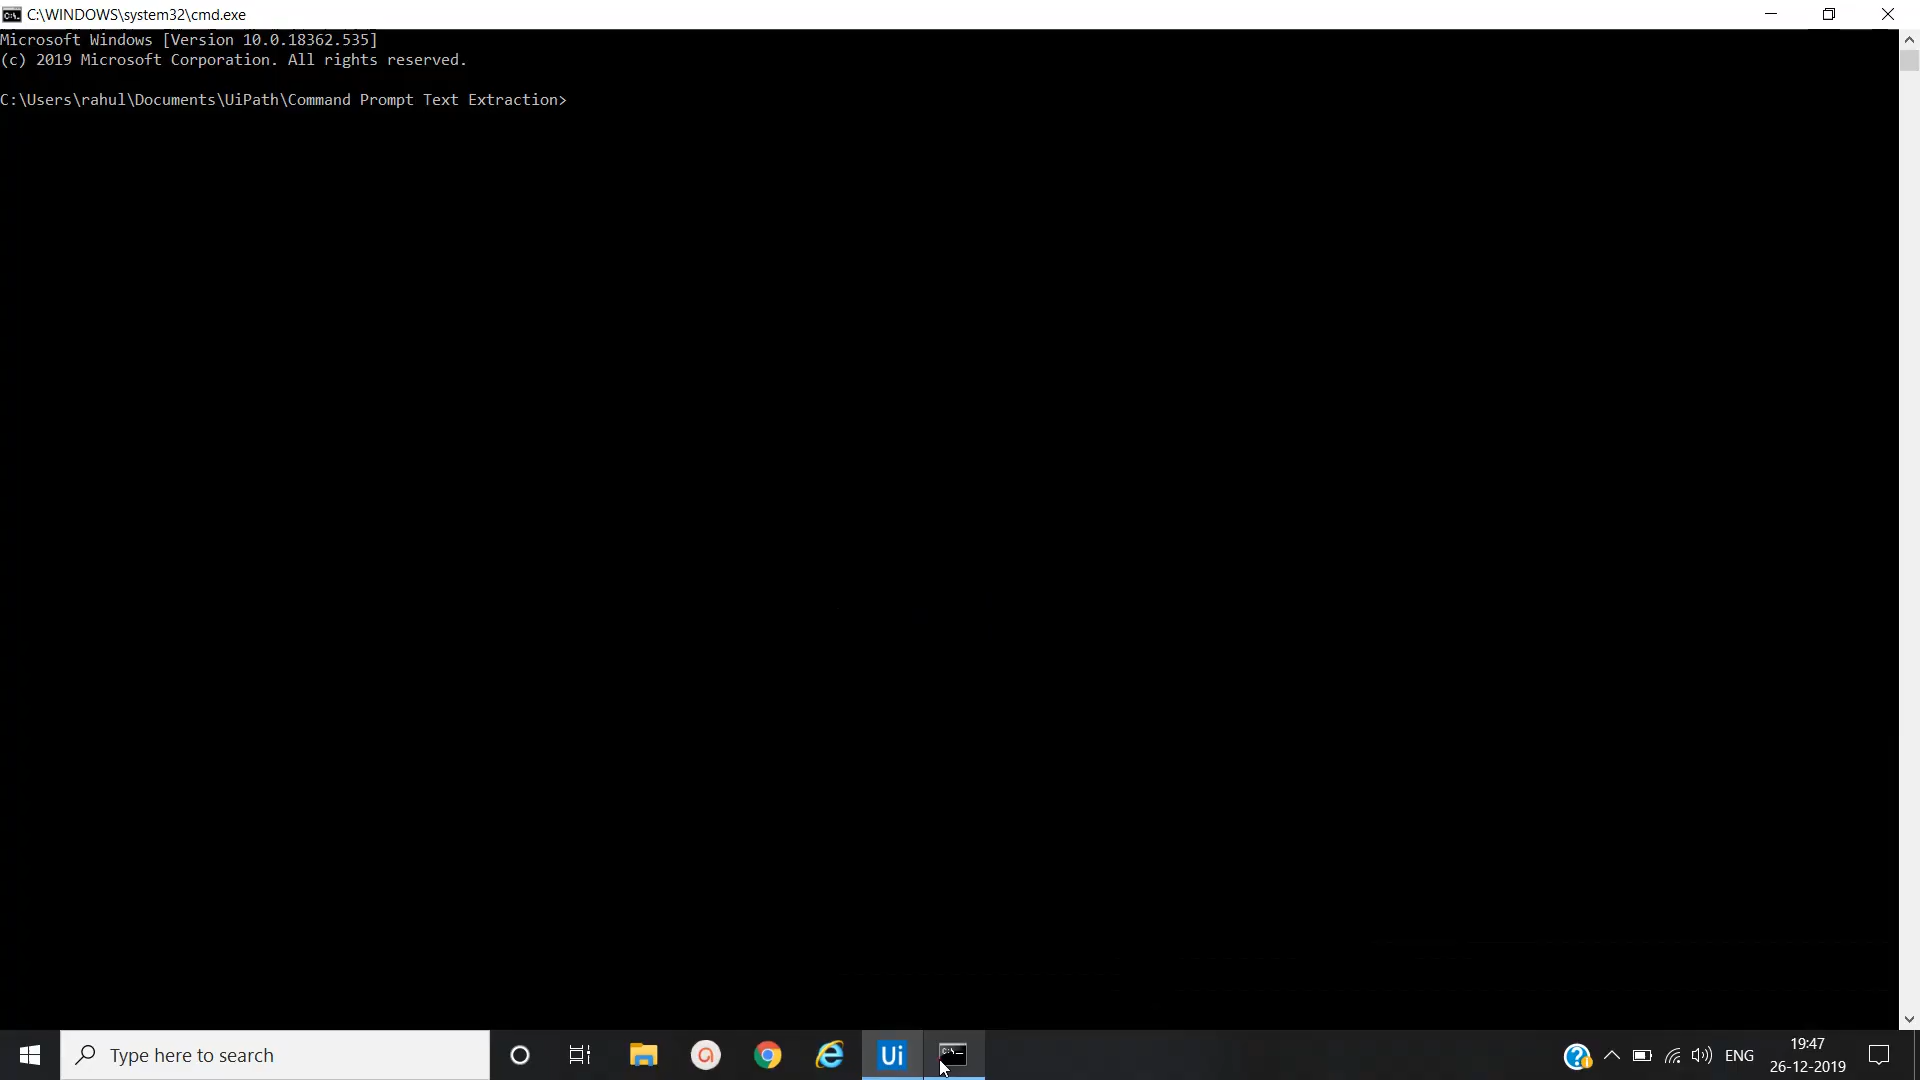 C:\WINDOWS\system32\cmd.exe
Microsoft Windows [Version 10.0.18362.535]
(c) 2019 Microsoft Corporation. All rights reserved.
C:\Users\rahul\Documents\UiPath\Command Prompt Text Extraction>
Type here to search
Ui
ENG
19:47
26-12-2019